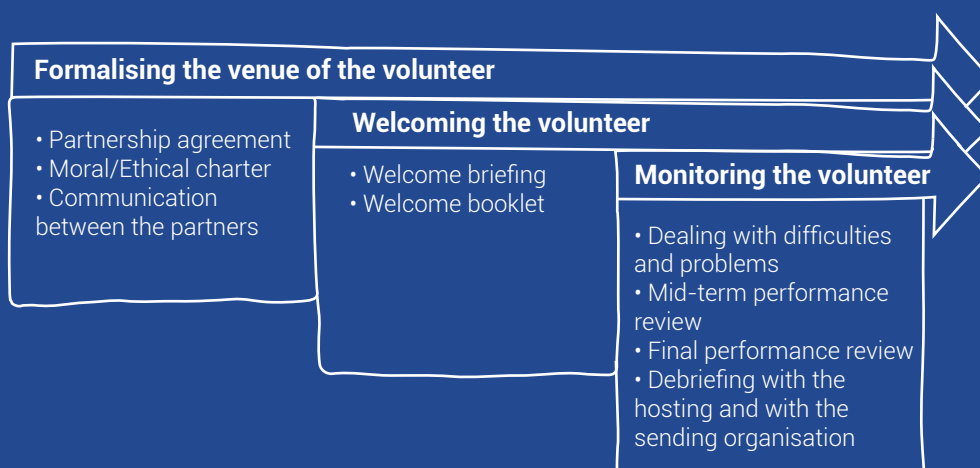 Formalising the venue of the volunteer
• Partnership agreement
• Moral/Ethical charter
• Communication
between the partners
Welcoming the volunteer
• Welcome briefing
• Welcome booklet
Monitoring the volunteer
• Dealing with difficulties
and problems
• Mid-term performance
review
• Final performance review
• Debriefing with the
hosting and with the
sending organisation